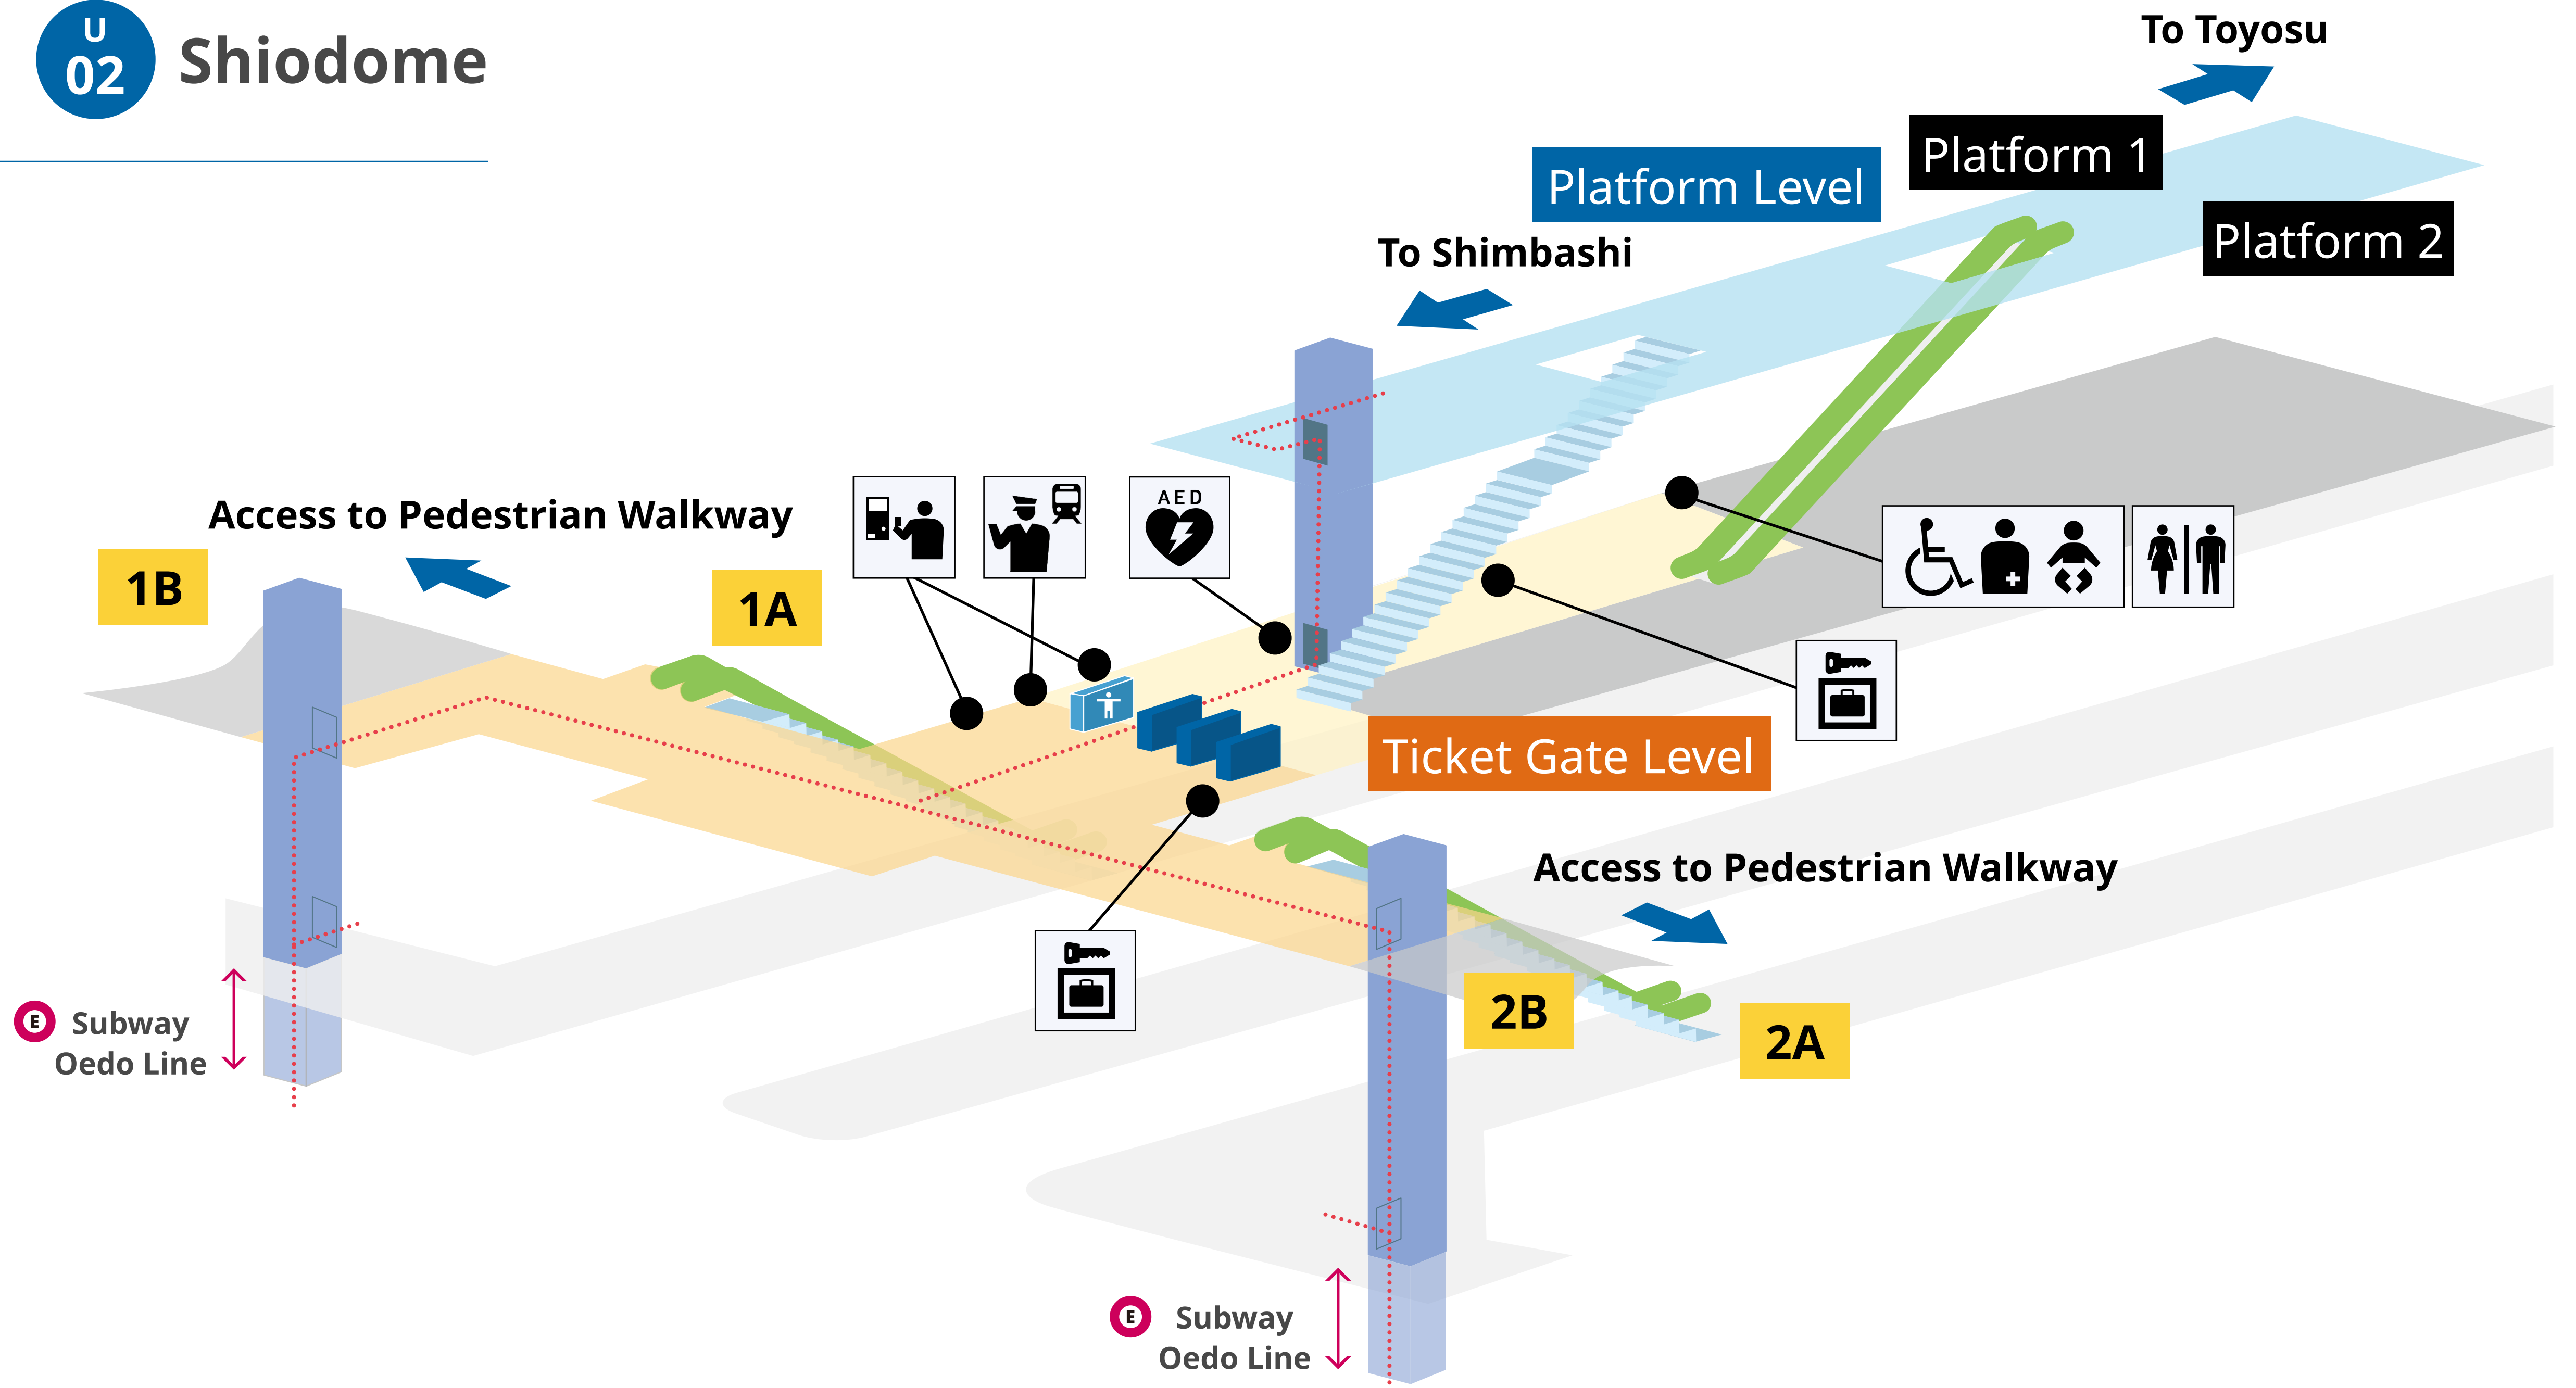 U
02
Shiodome
To Toyosu
Platform 1
Platform Level
Platform 2
To Shimbashi
Access to Pedestrian Walkway
1B
1A
AED
Ticket Gate Level
Access to Pedestrian Walkway
2B
2A
E Subway
Oedo Line
E Subway
Oedo Line